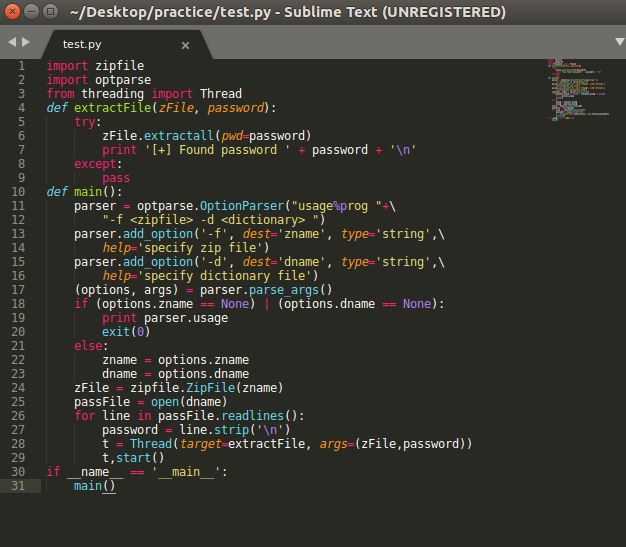 ~/Desktop/practice/test.py - Sublime Text (UNREGISTERED)
test.py
1 import zipfile
2 import optparse
3 from threading import Thread
4 def extractFile(zFile, password):
5     try:
6         zFile.extractall(pwd=password)
7         print '[+] Found password ' + password + '\n'
8     except:
9         pass
10 def main():
11     parser = optparse.OptionParser("usage%prog "+\
12         "-f <zipfile> -d <dictionary> ")
13     parser.add_option('-f', dest='zname', type='string',\
14         help='specify zip file')
15     parser.add_option('-d', dest='dname', type='string',\
16         help='specify dictionary file')
17     (options, args) = parser.parse_args()
18     if (options.zname == None) | (options.dname == None):
19         print parser.usage
20         exit(0)
21     else:
22         zname = options.zname
23         dname = options.dname
24     zFile = zipfile.ZipFile(zname)
25     passFile = open(dname)
26     for line in passFile.readlines():
27         password = line.strip('\n')
28         t = Thread(target=extractFile, args=(zFile,password))
29         t,start()
30 if __name__ == '__main__':
31     main()